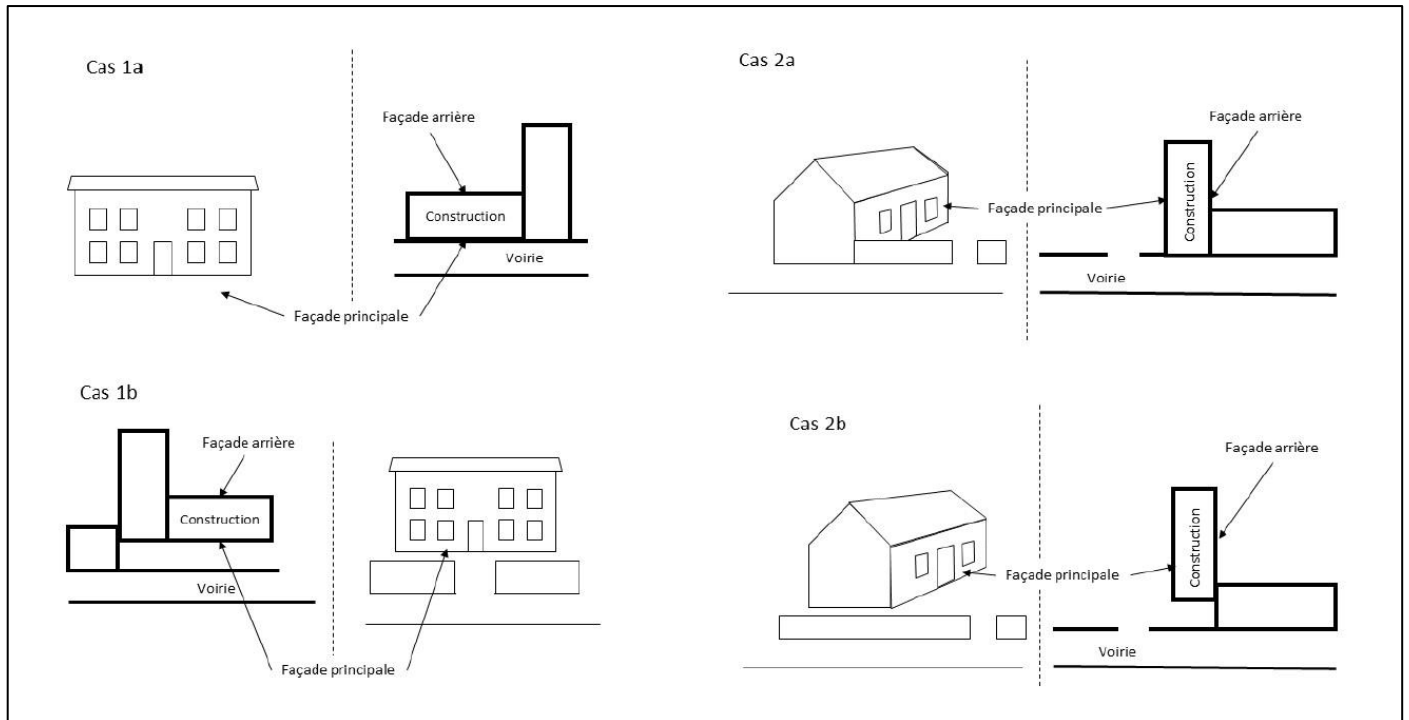 Cas 1a
Façade arrière
Construction
Voirie
Façade principale
Cas 2a
Façade arrière
Façade principale
Construction
Voirie
Cas 1b
Façade arrière
Construction
Voirie
Façade principale
Cas 2b
Façade arrière
Façade principale
Construction
Voirie